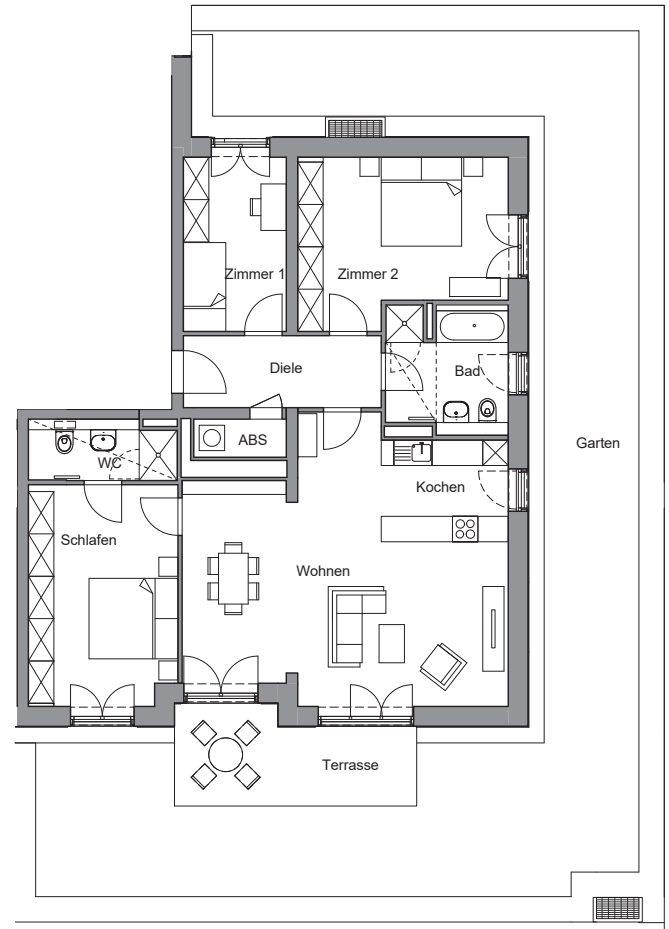 Zimmer 1
Zimmer 2
Diele
Bad
ABS
Garten
WC
Kochen
Schlafen
Wohnen
Terrasse